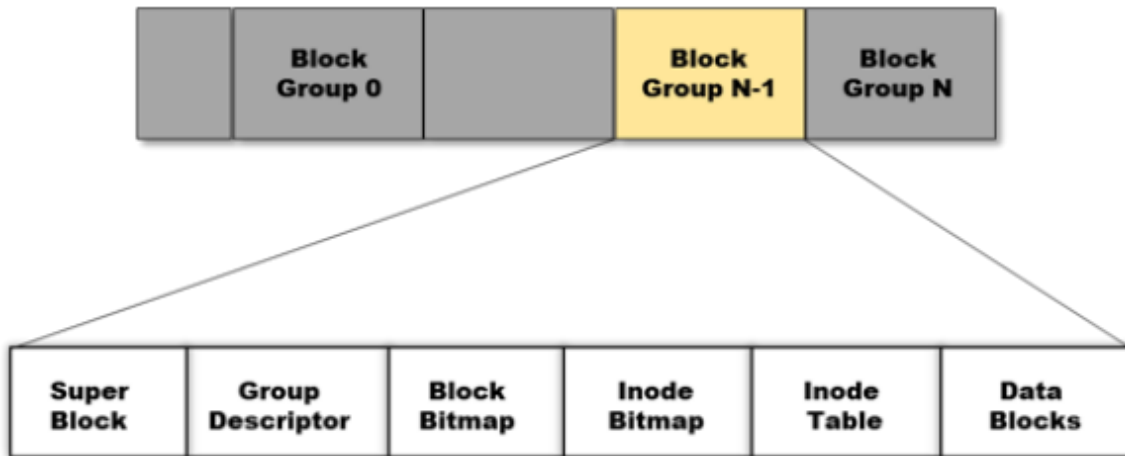 Block
Group 0
Block
Group N-1
Block
Group N
Super
Block
Group
Descriptor
Block
Bitmap
Inode
Bitmap
Inode
Table
Data
Blocks